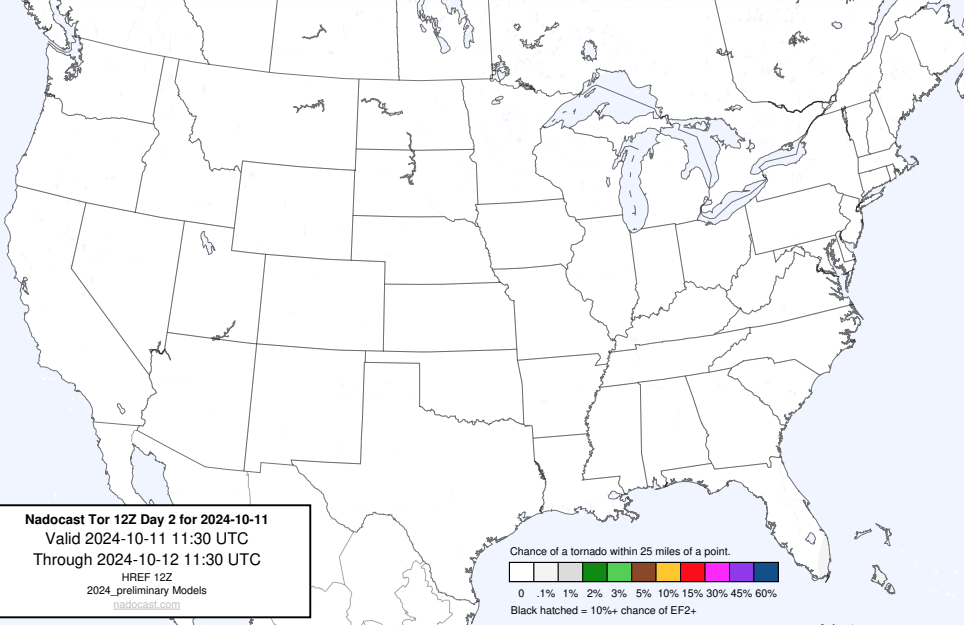 Nadocast Tor 12Z Day 2 for 2024-10-11
Valid 2024-10-11 11:30 UTC
Through 2024-10-12 11:30 UTC
HREF 12Z
2024_preliminary Models
nadocast.com
Chance of a tornado within 25 miles of a point.
0 .1% 1% 2% 3% 5% 10% 15% 30% 45% 60%
Black hatched = 10%+ chance of EF2+